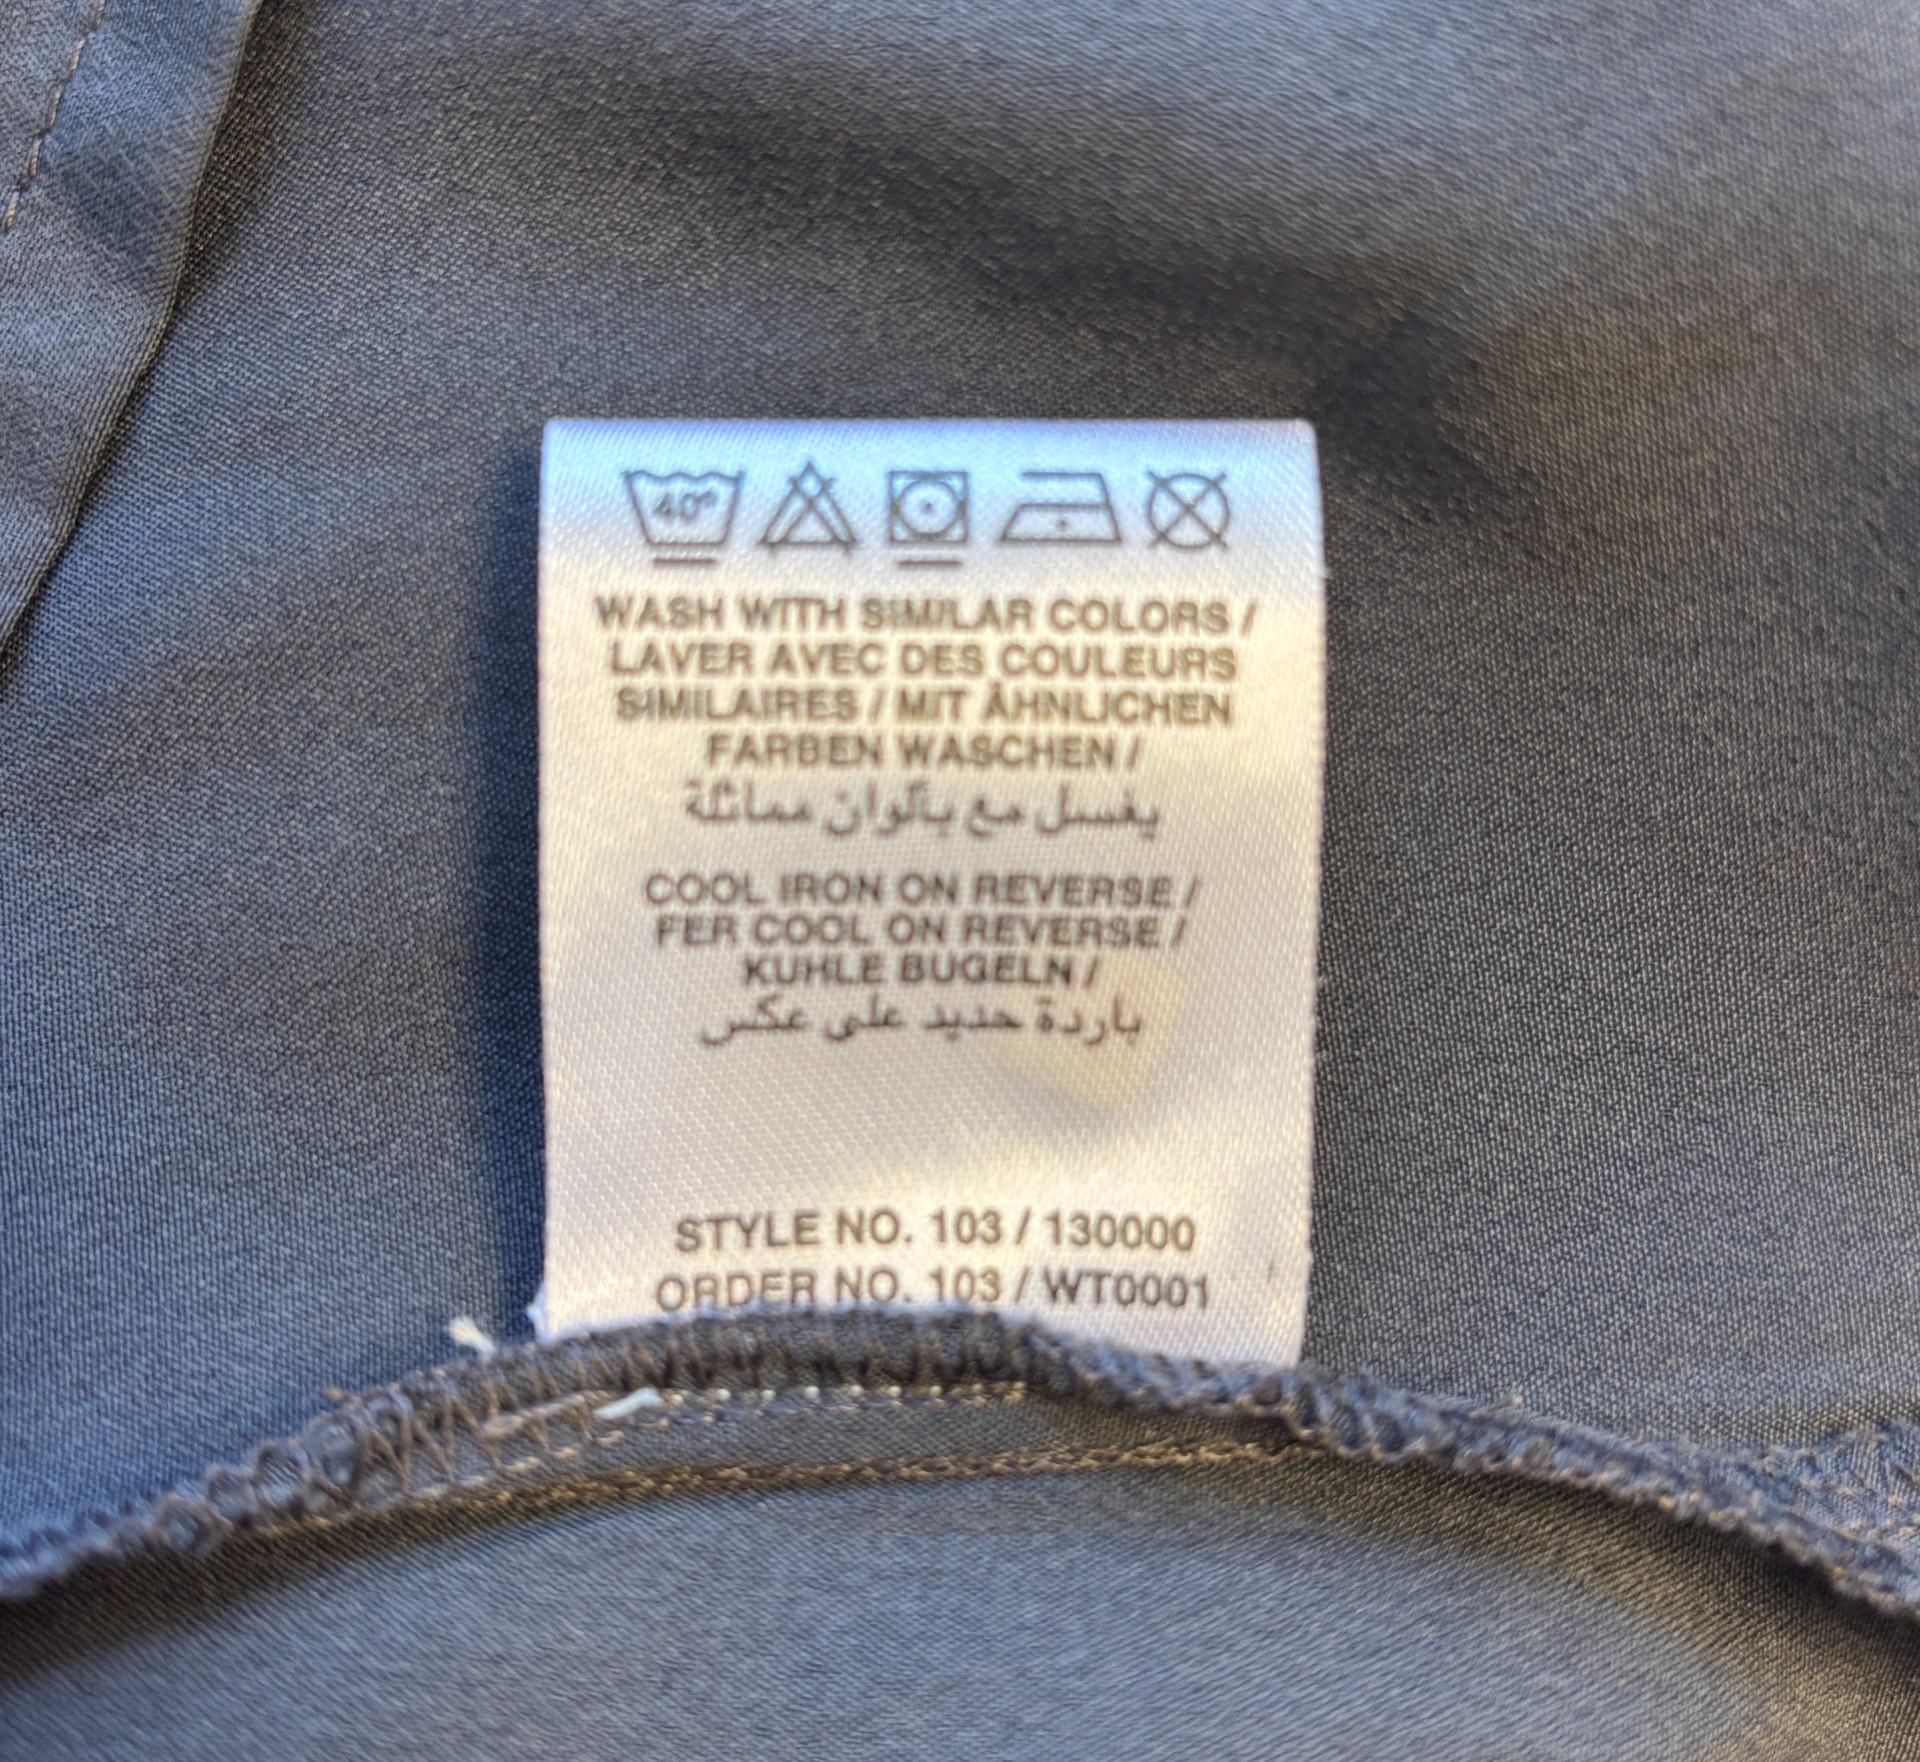 40°
WASH WITH SIMILAR COLORS /
LAVER AVEC DES COULEURS
SIMILAIRES / MIT ÄHNLICHEN
FARBEN WASCHEN /
يغسل مع بألوان مماثلة
COOL IRON ON REVERSE /
FER COOL ON REVERSE /
KUHLE BUGELN /
باردة حديد على عكس
STYLE NO. 103 / 130000
ORDER NO. 103 / WT0001